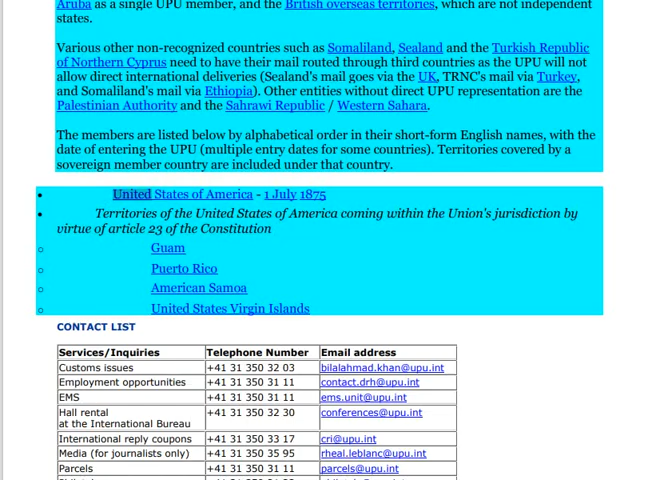 Aruba as a single UPU member, and the British overseas territories, which are not independent
states.
Various other non-recognized countries such as Somaliland, Sealand and the Turkish Republic
of Northern Cyprus need to have their mail routed through third countries as the UPU will not
allow direct international deliveries (Sealand's mail goes via the UK, TRNC's mail via Turkey,
and Somaliland's mail via Ethiopia). Other entities without direct UPU representation are the
Palestinian Authority and the Sahrawi Republic / Western Sahara.
The members are listed below by alphabetical order in their short-form English names, with the
date of entering the UPU (multiple entry dates for some countries). Territories covered by a
sovereign member country are included under that country.
• United States of America - 1 July 1875
• Territories of the United States of America coming within the Union's jurisdiction by
virtue of article 23 of the Constitution
o Guam
o Puerto Rico
o American Samoa
o United States Virgin Islands
CONTACT LIST
Services/Inquiries Telephone Number Email address
Customs issues +41 31 350 32 03 bilalahmad.khan@upu.int
Employment opportunities +41 31 350 31 11 contact.drh@upu.int
EMS +41 31 350 31 11 ems.unit@upu.int
Hall rental +41 31 350 32 30 conferences@upu.int
at the International Bureau
International reply coupons +41 31 350 33 17 cri@upu.int
Media (for journalists only) +41 31 350 35 95 rheal.leblanc@upu.int
Parcels +41 31 350 31 11 parcels@upu.int